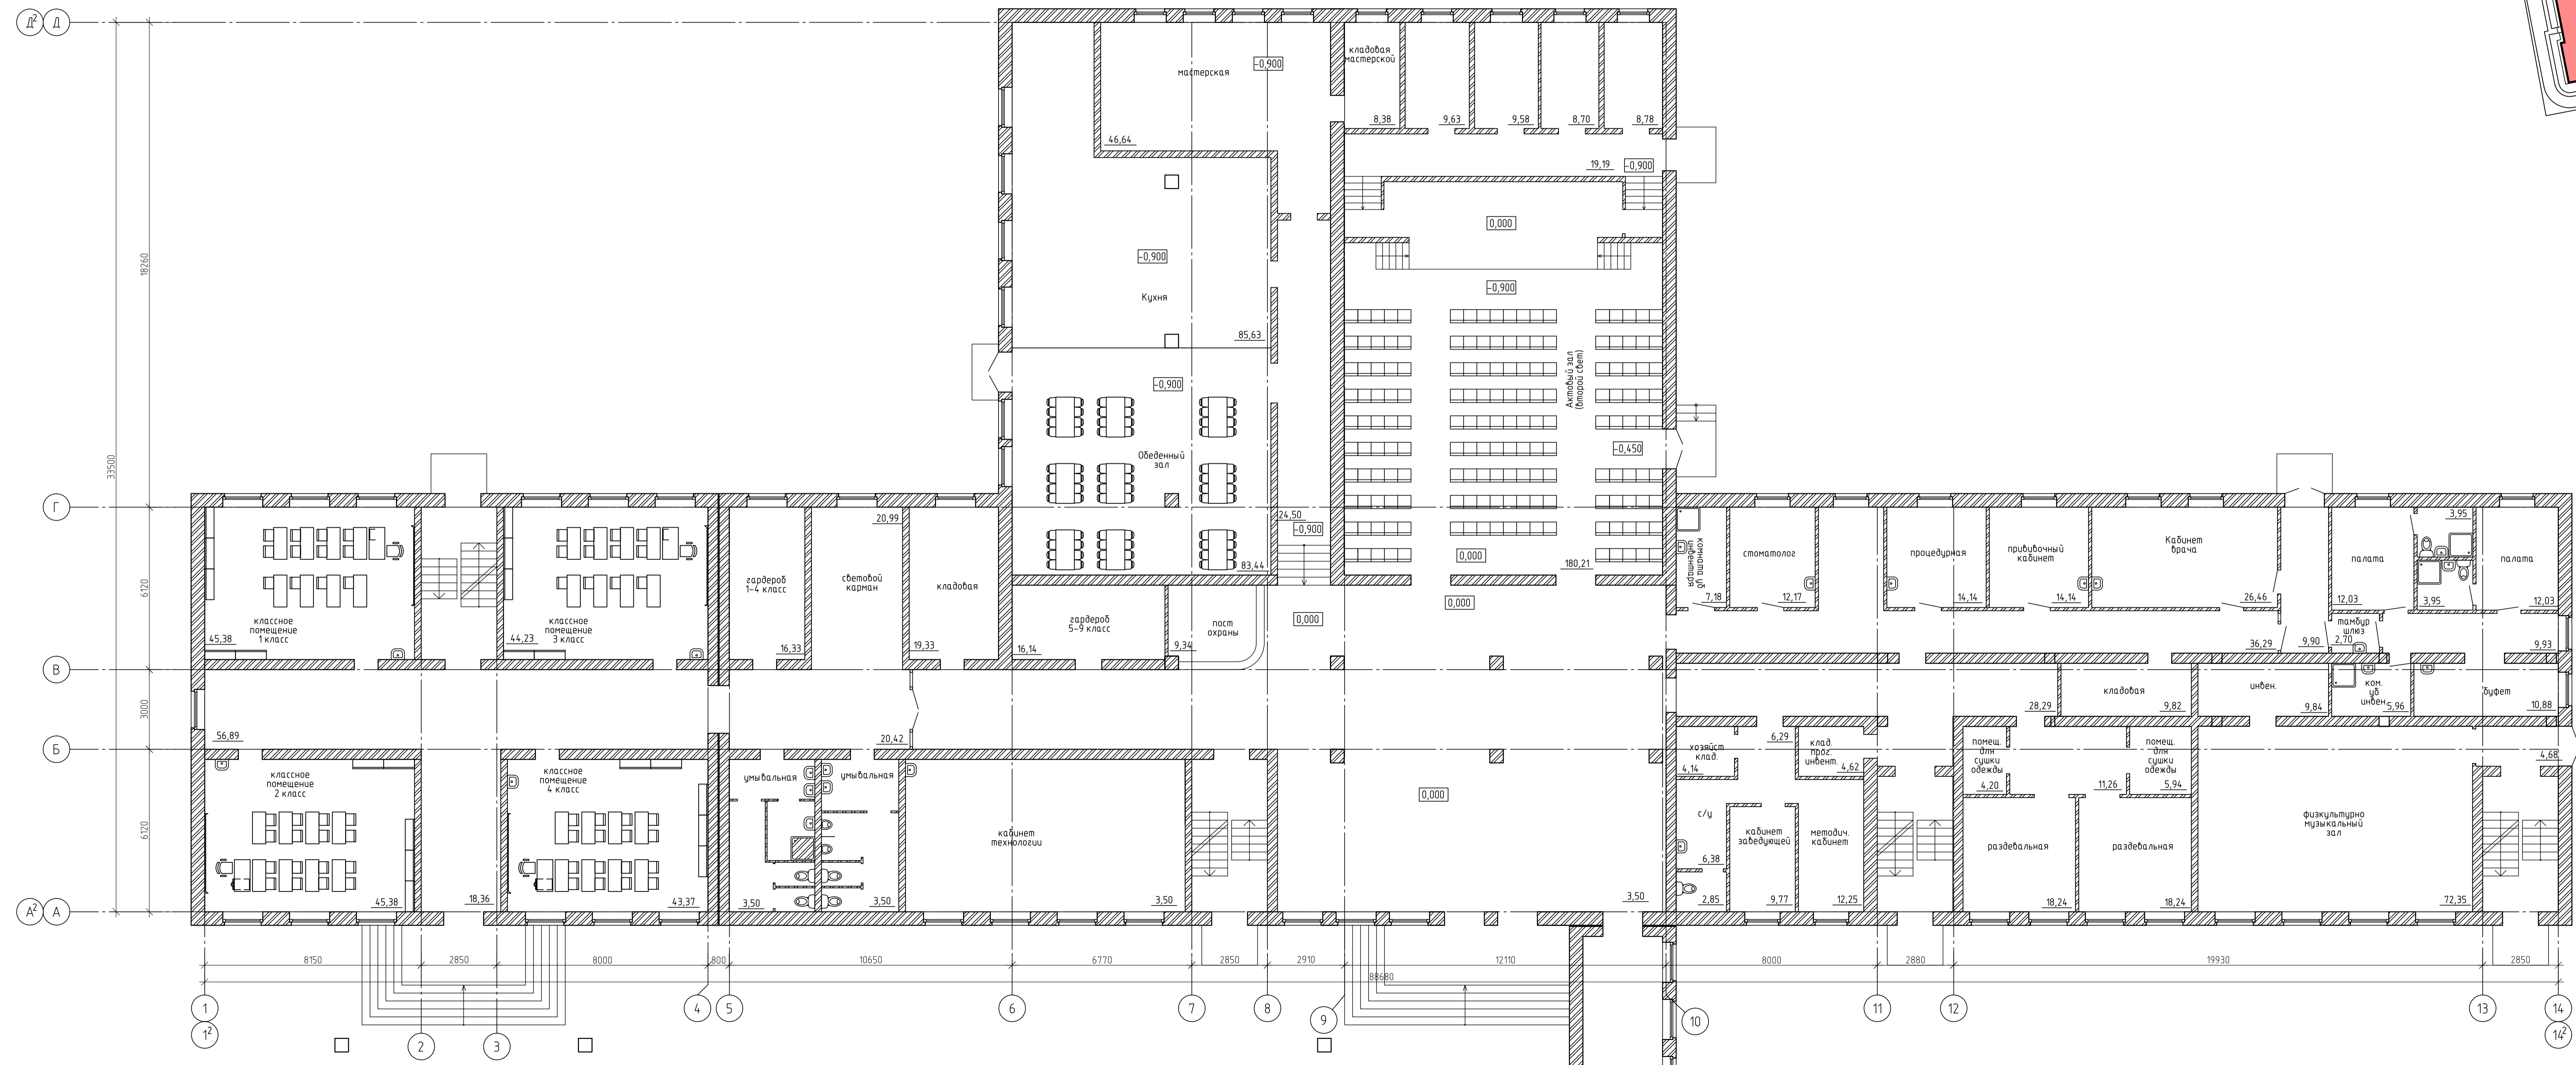 Д²
Д
мастерская
-0,900
46,64
кладовая
мастерской
8,38
9,63
9,58
8,70
8,78
19,19
-0,900
0,000
-0,900
-0,900
Кухня
85,63
-0,900
Обеденный
зал
Актовый зал
(второй свет)
-0,450
24,50
-0,900
83,44
0,000
180,21
18260
33500
Г
6120
классное
помещение
1 класс
45,38
классное
помещение
3 класс
44,23
гардероб
1-4 класс
16,33
20,99
световой
карман
кладовая
19,33
гардероб
5-9 класс
16,14
пост
охраны
9,34
0,000
0,000
комната уб
инвентаря
7,18
стоматолог
12,17
процедурная
14,14
прививочный
кабинет
14,14
Кабинет
врача
26,46
палата
12,03
3,95
3,95
палата
12,03
36,29
9,90
тамбур
шлюз
2,70
9,93
В
3000
56,89
20,42
28,29
кладовая
9,82
инвен.
9,84
ком.
уб
инвен.
5,96
буфет
10,88
Б
6120
классное
помещение
2 класс
45,38
18,36
классное
помещение
4 класс
43,37
умывальная
3,50
умывальная
3,50
кабинет
технологии
3,50
0,000
3,50
хозяйст
клад.
4,14
6,29
клад.
прог.
инвент.
4,62
с/у
6,38
2,85
кабинет
заведующей
9,77
методич.
кабинет
12,25
помещ.
для
сушки
одежды
4,20
11,26
помещ.
для
сушки
одежды
5,94
раздевальная
18,24
раздевальная
18,24
физкультурно
музыкальный
зал
72,35
4,68
А²
А
8150
2850
8000
800
10650
6770
2850
2910
12110
8000
2880
19930
2850
88680
1
1²
2
3
4
5
6
7
8
9
10
11
12
13
14
14²